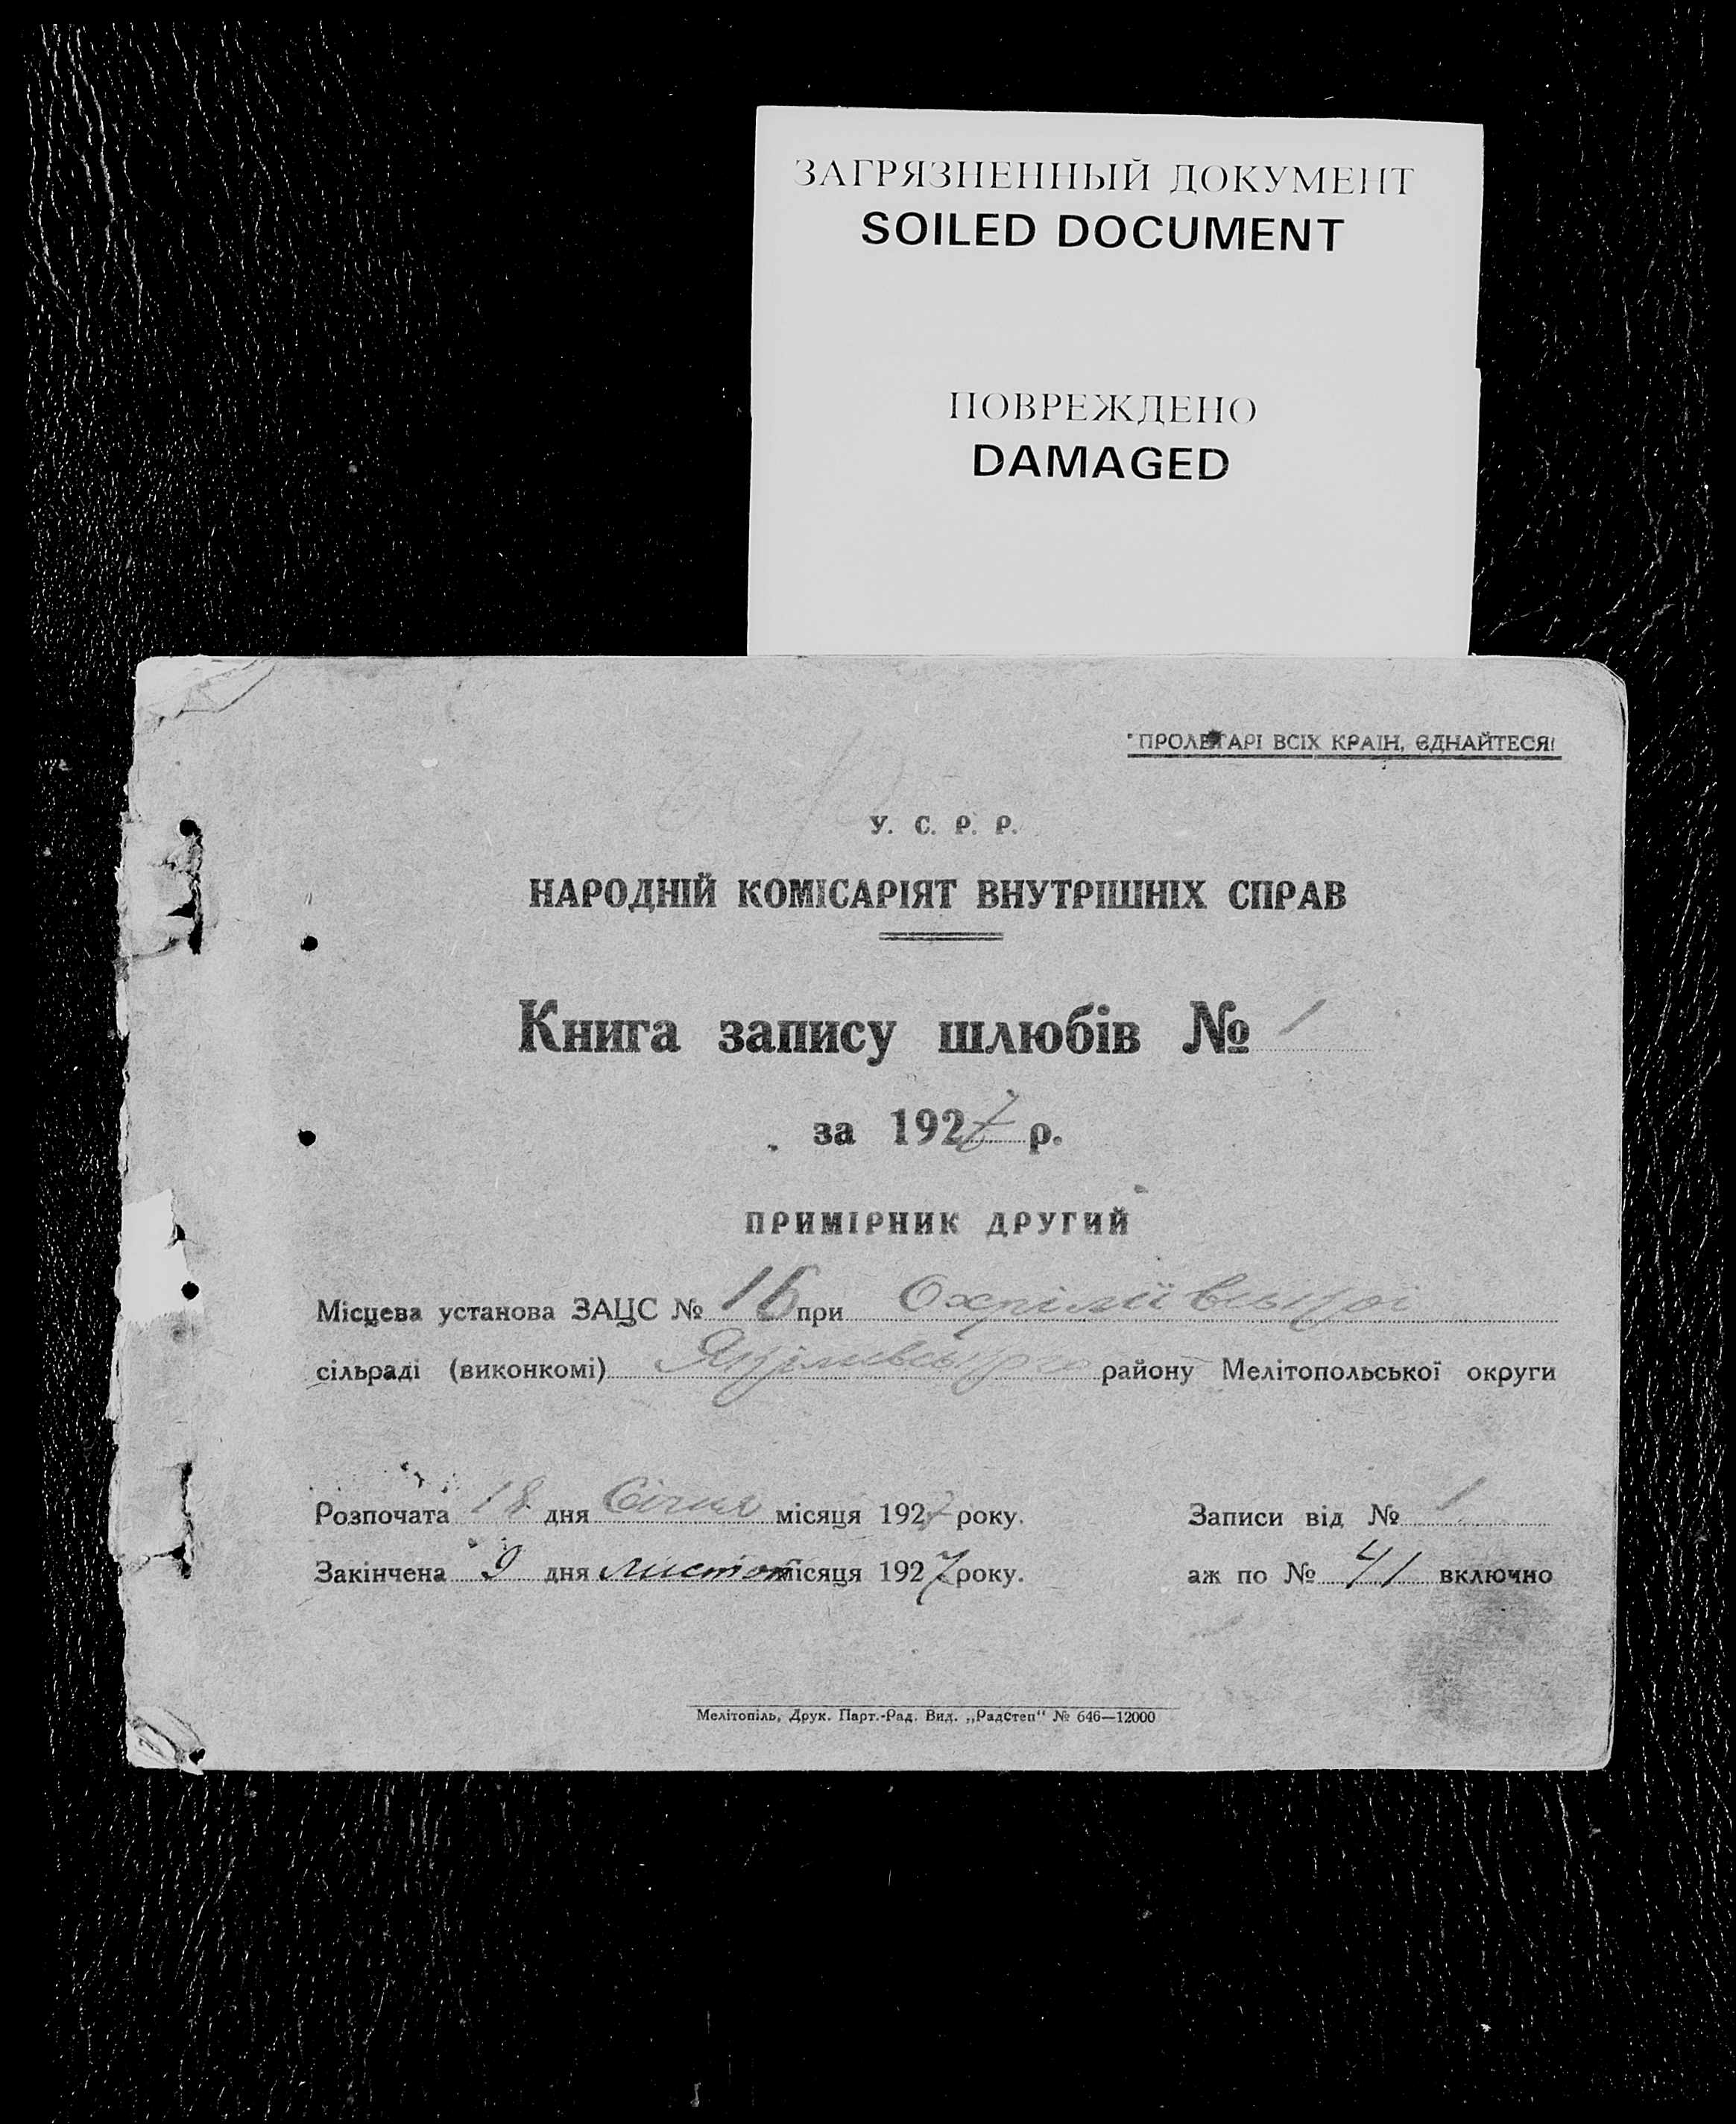 ЗАГРЯЗНЕННЫЙ ДОКУМЕНТ
SOILED DOCUMENT
ПОВРЕЖДЕНО
DAMAGED
ПРОЛЕТАРІ ВСІХ КРАІН, ЄДНАЙТЕСЯ!
У. С. Р. Р.
НАРОДНІЙ КОМІСАРІЯТ ВНУТРІШНІХ СПРАВ
Книга запису шлюбів № 1
за 1927 р.
ПРИМІРНИК ДРУГИЙ
Місцева установа ЗАЦС № 16 при
сільраді (виконкомі) району Мелітопольської округи
Розпочата 18 дня Січня місяця 1927 року. Записи від № 1
Закінчена 9 дня листоп місяця 1927 року. аж по № 41 включно
Мелітопіль, Друк. Парт.-Рад. Вид. „РадСтеп“ № 646—12000